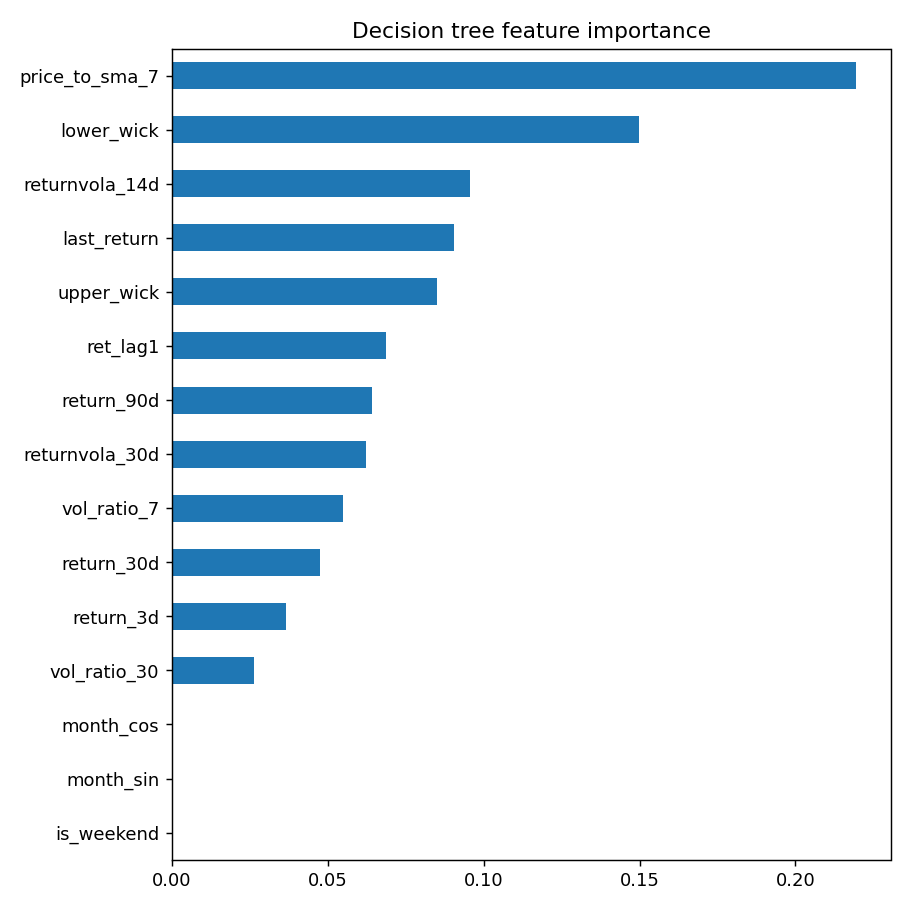 Decision tree feature importance
price_to_sma_7
lower_wick
returnvola_14d
last_return
upper_wick
ret_lag1
return_90d
returnvola_30d
vol_ratio_7
return_30d
return_3d
vol_ratio_30
month_cos
month_sin
is_weekend
0.00 0.05 0.10 0.15 0.20